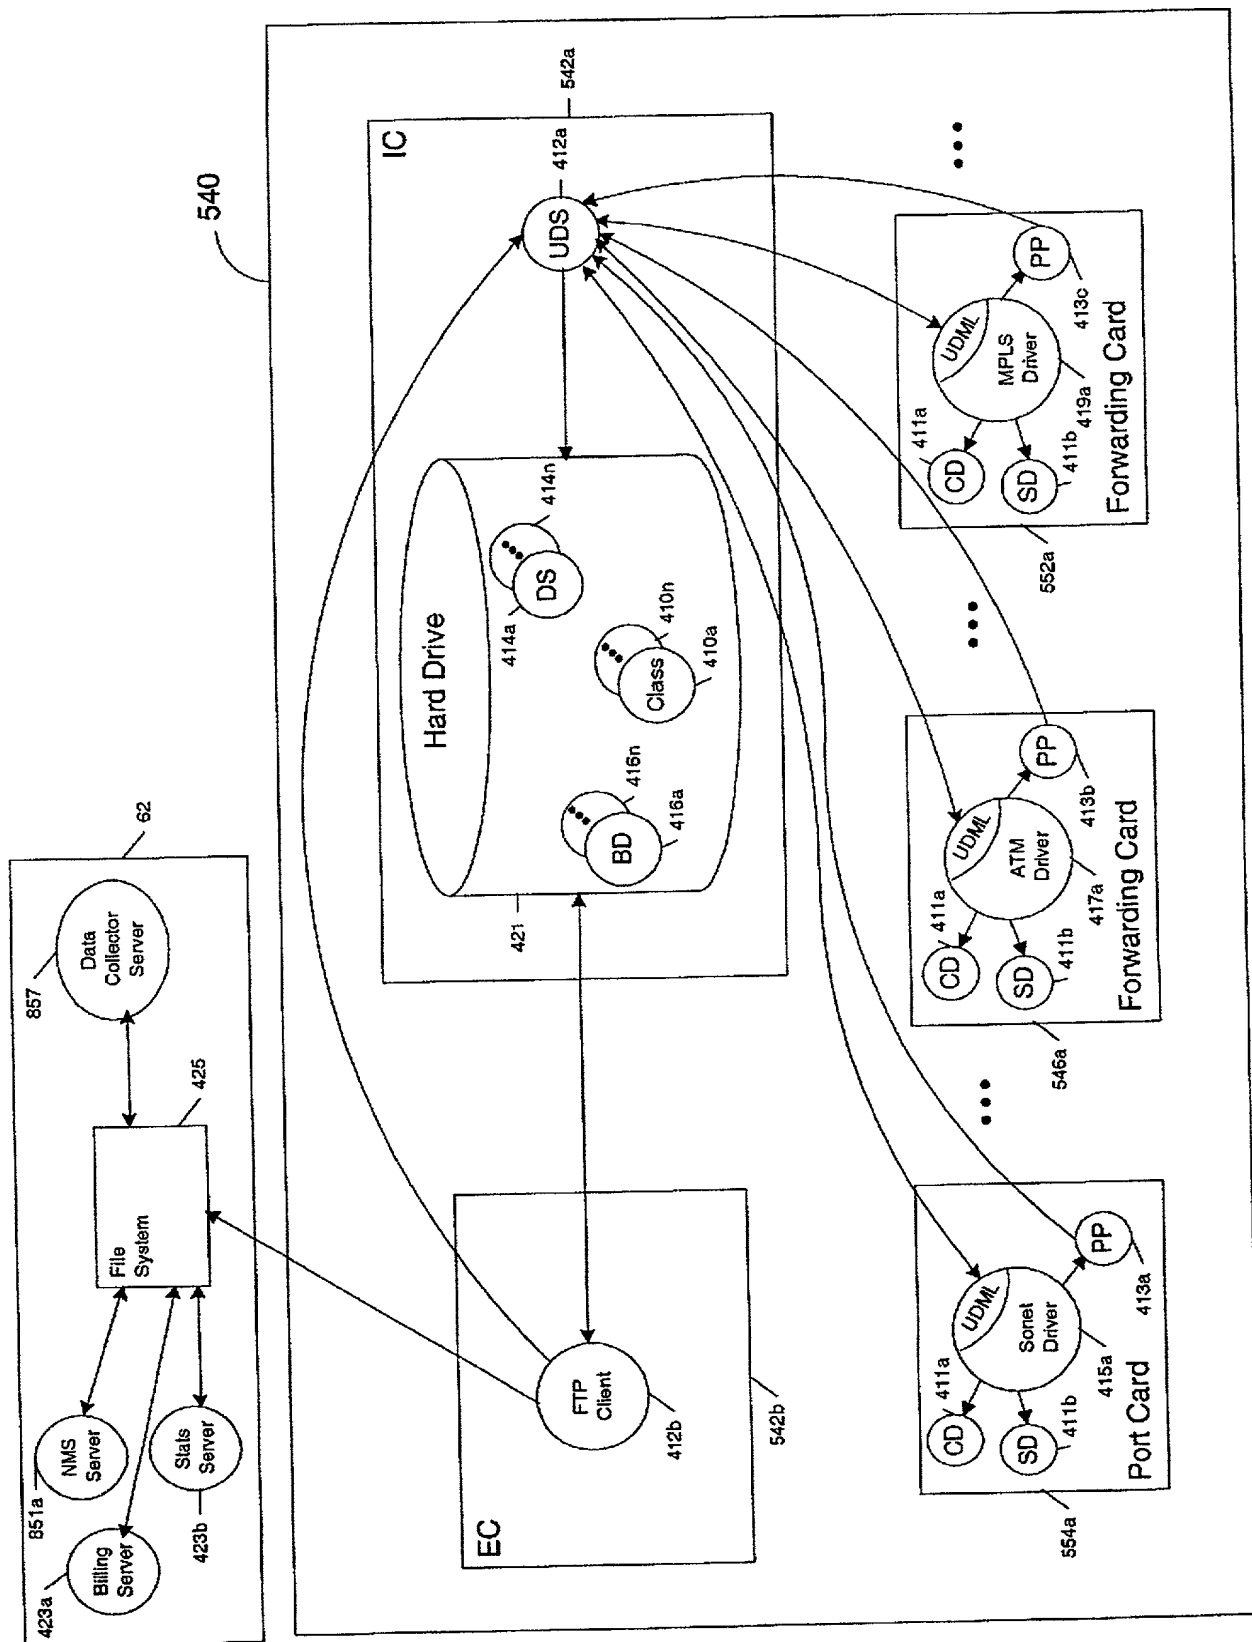 851a
NMS
Server
423a
Billing
Server
Stats
Server
423b
File
System
425
857
Data
Collector
Server
62
540
EC
FTP
Client
412b
542b
IC
542a
UDS
412a
Hard Drive
421
BD
416n
416a
414a
DS
414n
Class
410n
410a
554a
Port Card
CD
411a
SD
411b
UDML
Sonet
Driver
415a
PP
413a
546a
Forwarding Card
CD
411a
SD
411b
UDML
ATM
Driver
417a
PP
413b
552a
Forwarding Card
CD
411a
SD
411b
UDML
MPLS
Driver
419a
PP
413c